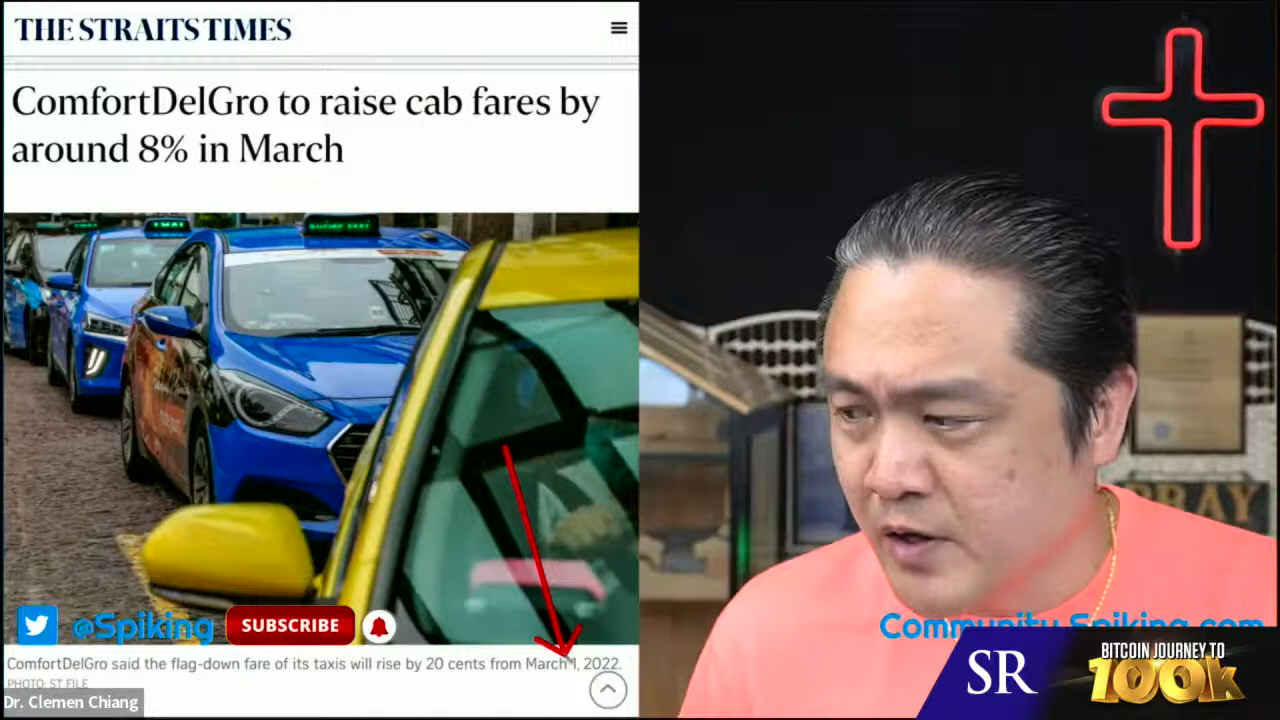 THE STRAITS TIMES
ComfortDelGro to raise cab fares by
around 8% in March
@Spiking
SUBSCRIBE
ComfortDelGro said the flag-down fare of its taxis will rise by 20 cents from March 1, 2022.
PHOTO: ST FILE
Dr. Clemen Chiang
PRAY
Community.Spiking.com
SR
BITCOIN JOURNEY TO
100k